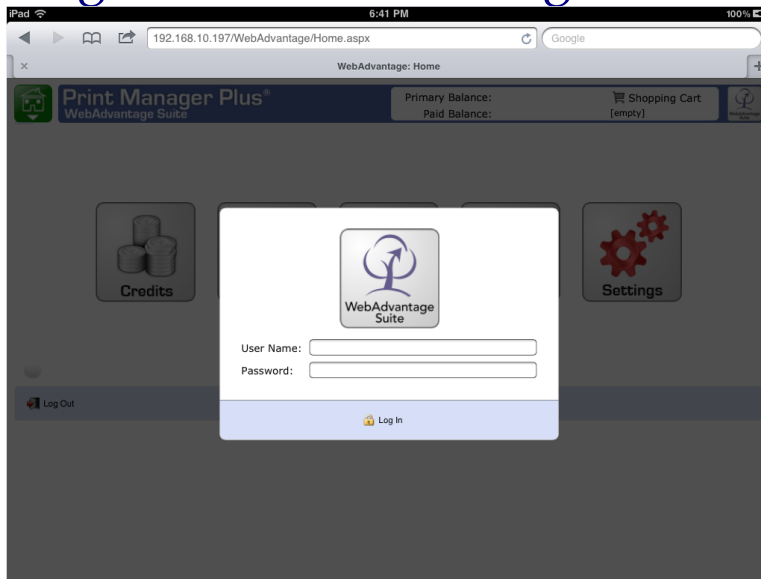 iPad 6:41 PM 100%
192.168.10.197/WebAdvantage/Home.aspx Google
WebAdvantage: Home
Print Manager Plus®
WebAdvantage Suite
Primary Balance:
Paid Balance:
Shopping Cart
[empty]
WebAdvantage
Suite
Credits
Settings
WebAdvantage
Suite
User Name:
Password:
Log Out
Log In